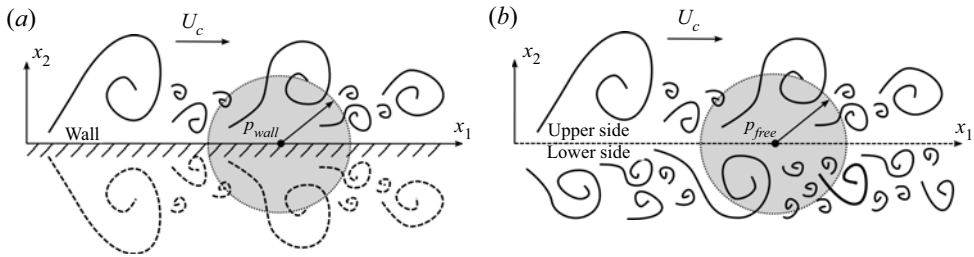 (a)
U_c
x_2
Wall
p_wall
x_1
(b)
U_c
x_2
Upper side
Lower side
p_free
x_1